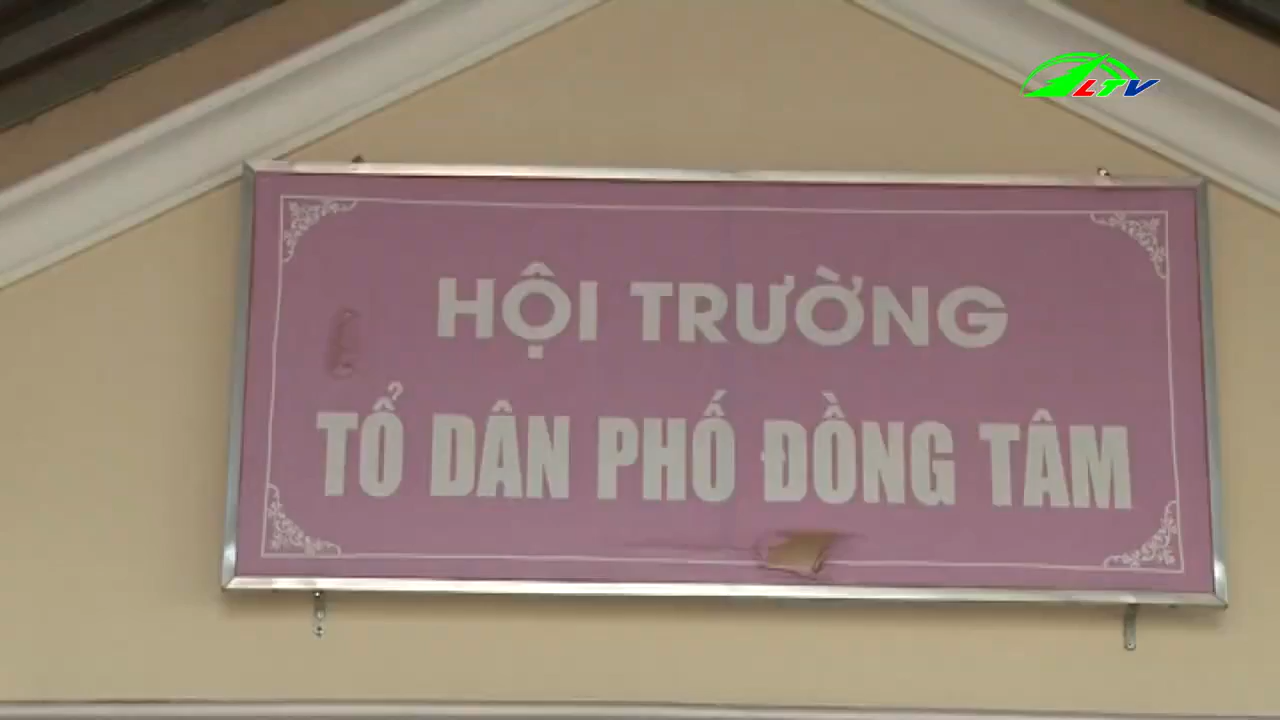 LTV
HỘI TRƯỜNG
TỔ DÂN PHỐ ĐỒNG TÂM